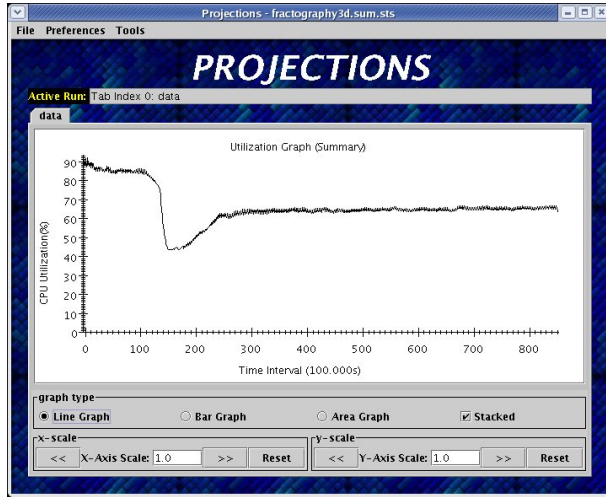 Projections - fractography3d.sum.sts
File Preferences Tools
PROJECTIONS
Active Run: Tab Index 0: data
data
Utilization Graph (Summary)
90
80
70
60
50
40
30
20
10
0
CPU Utilization(%)
0 100 200 300 400 500 600 700 800
Time Interval (100.000s)
graph type
Line Graph Bar Graph Area Graph Stacked
x-scale y-scale
<< X-Axis Scale: 1.0 >> Reset << Y-Axis Scale: 1.0 >> Reset